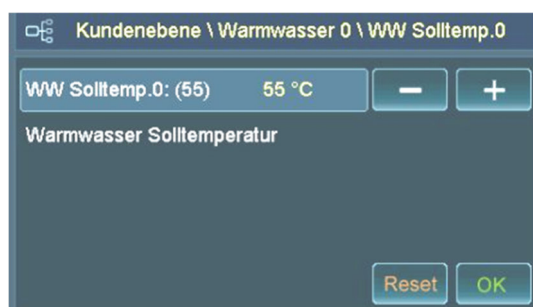 Kundenebene \ Warmwasser 0 \ WW Solltemp.0
WW Solltemp.0: (55) 55 °C − +
Warmwasser Solltemperatur
Reset OK